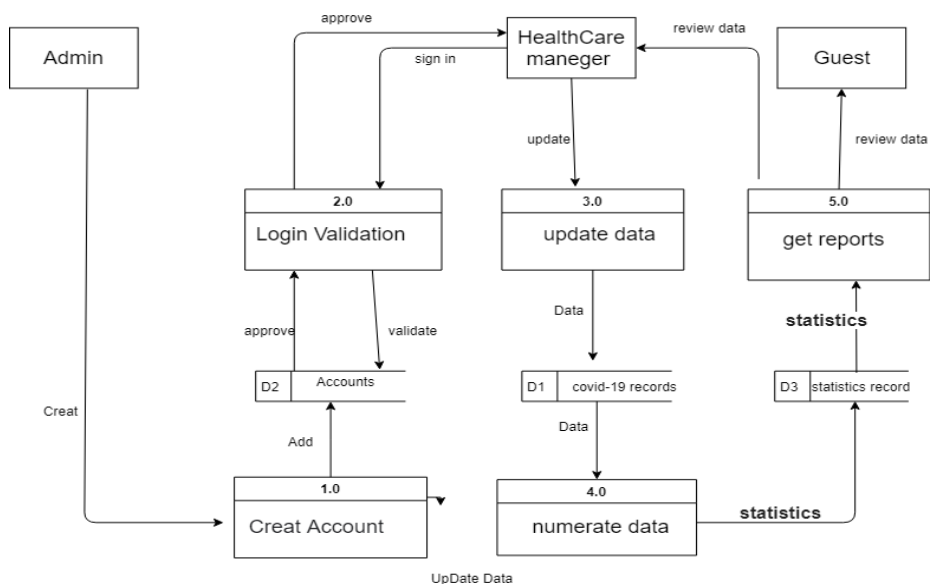 approve
Admin
HealthCare
maneger
review data
Guest
sign in
update
review data
2.0
Login Validation
3.0
update data
5.0
get reports
approve
validate
Data
statistics
D2
Accounts
D1
covid-19 records
D3
statistics record
Creat
Add
Data
1.0
Creat Account
4.0
numerate data
statistics
UpDate Data